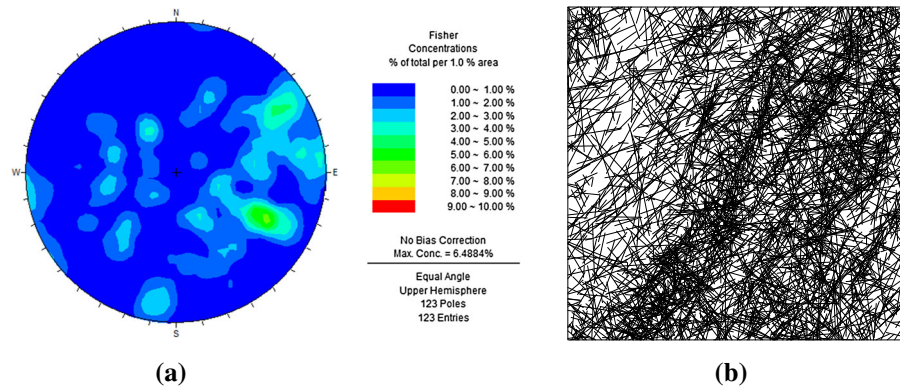 N
W
E
S
Fisher
Concentrations
% of total per 1.0 % area
0.00 ~ 1.00 %
1.00 ~ 2.00 %
2.00 ~ 3.00 %
3.00 ~ 4.00 %
4.00 ~ 5.00 %
5.00 ~ 6.00 %
6.00 ~ 7.00 %
7.00 ~ 8.00 %
8.00 ~ 9.00 %
9.00 ~ 10.00 %
No Bias Correction
Max. Conc. = 6.4884%
Equal Angle
Upper Hemisphere
123 Poles
123 Entries
(a)
(b)